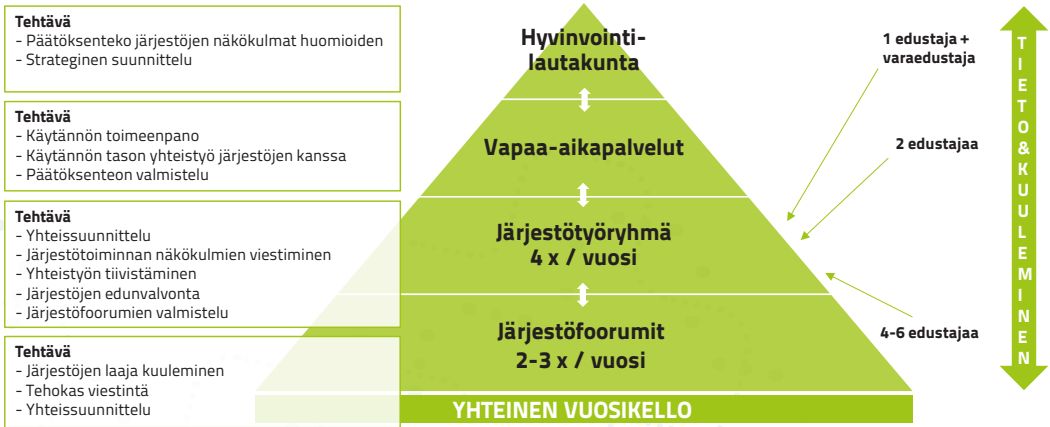 Tehtävä
- Päätöksenteko järjestöjen näkökulmat huomioiden
- Strateginen suunnittelu
Tehtävä
- Käytännön toimeenpano
- Käytännön tason yhteistyö järjestöjen kanssa
- Päätöksenteon valmistelu
Tehtävä
- Yhteissuunnittelu
- Järjestötoiminnan näkökulmien viestiminen
- Yhteistyön tiivistäminen
- Järjestöjen edunvalvonta
- Järjestöfoorumien valmistelu
Tehtävä
- Järjestöjen laaja kuuleminen
- Tehokas viestintä
- Yhteissuunnittelu
Hyvinvointi-
lautakunta
Vapaa-aikapalvelut
Järjestötyöryhmä
4 x / vuosi
Järjestöfoorumit
2-3 x / vuosi
YHTEINEN VUOSIKELLO
1 edustaja +
varaedustaja
2 edustajaa
4-6 edustajaa
TIETO&KUULEMINEN